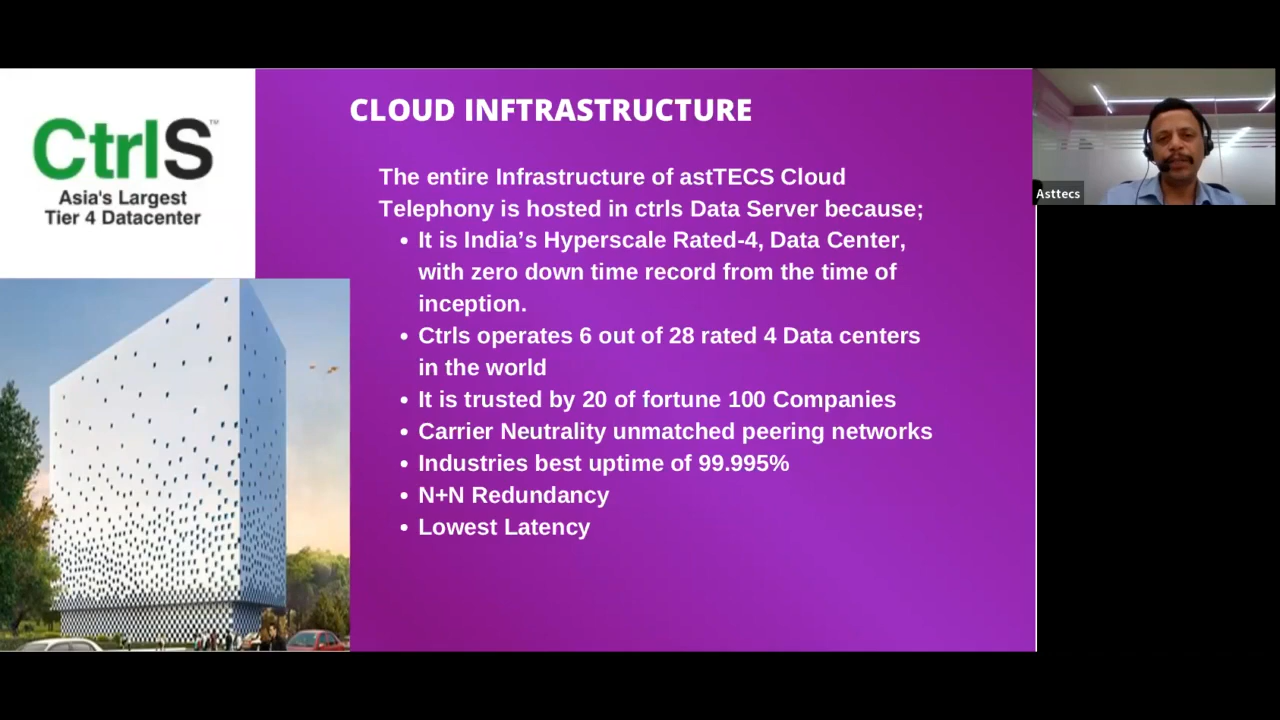 CtrlS™
Asia's Largest
Tier 4 Datacenter
CLOUD INFTRASTRUCTURE
The entire Infrastructure of astTECS Cloud
Telephony is hosted in ctrls Data Server because;
• It is India’s Hyperscale Rated-4, Data Center,
with zero down time record from the time of
inception.
• Ctrls operates 6 out of 28 rated 4 Data centers
in the world
• It is trusted by 20 of fortune 100 Companies
• Carrier Neutrality unmatched peering networks
• Industries best uptime of 99.995%
• N+N Redundancy
• Lowest Latency
Asttecs